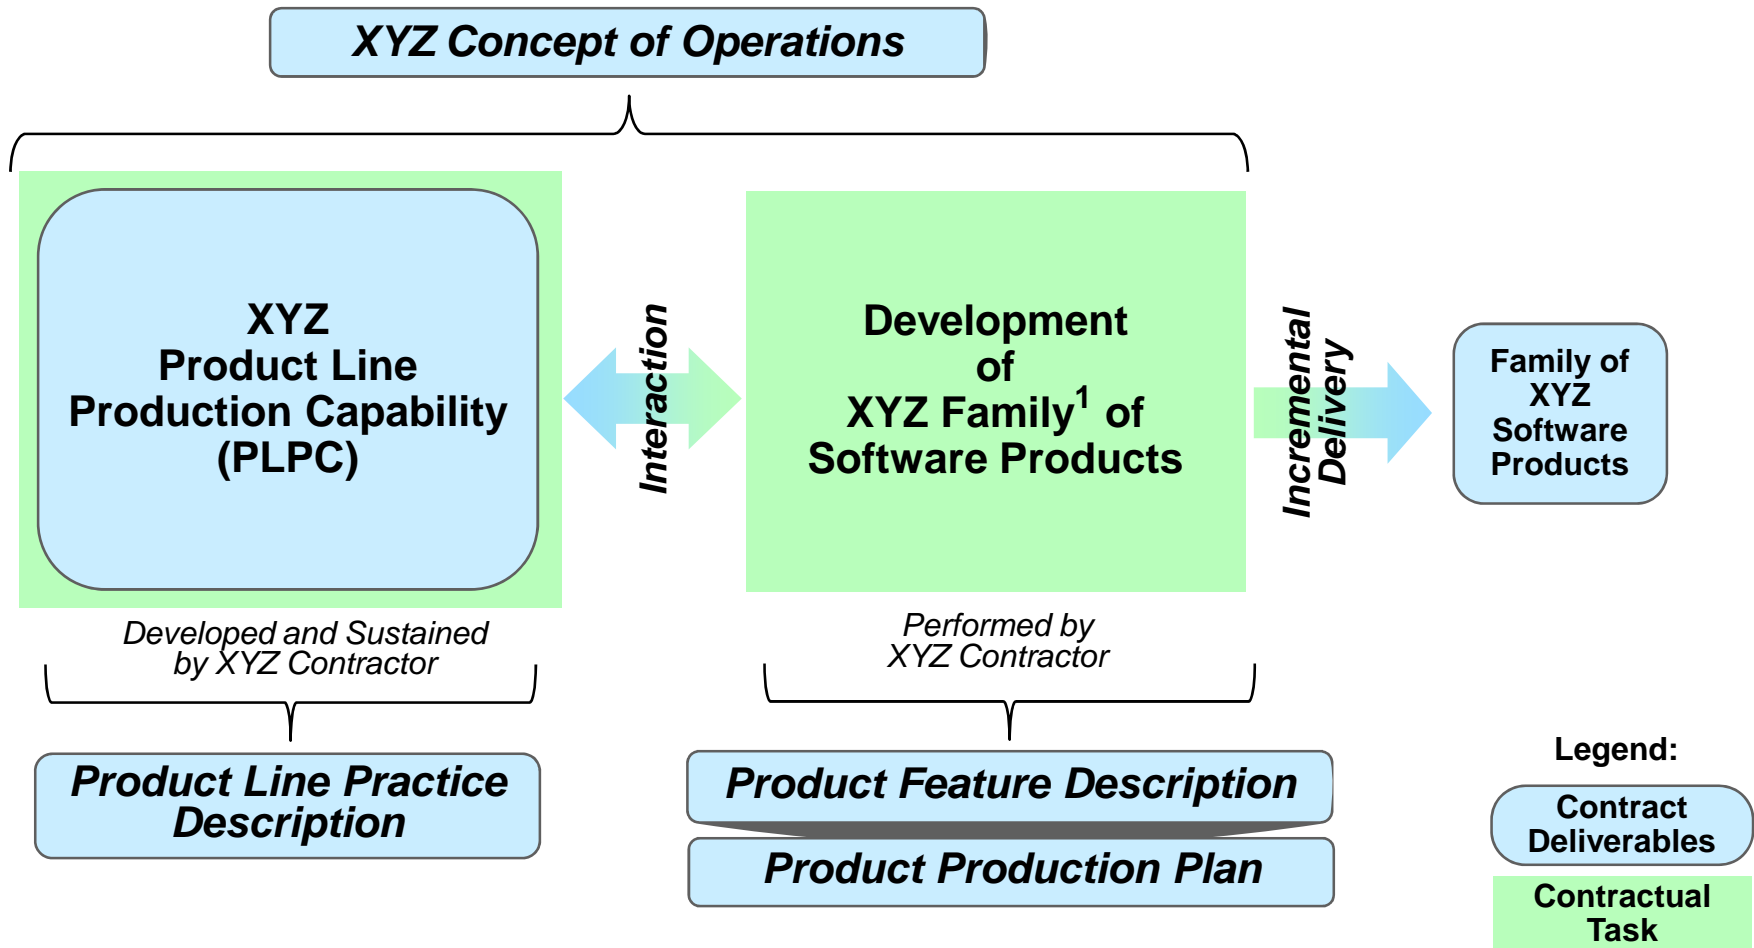 XYZ Concept of Operations
XYZ
Product Line
Production Capability
(PLPC)
Interaction
Development
of
XYZ Family1 of
Software Products
Incremental
Delivery
Family of
XYZ
Software
Products
Developed and Sustained
by XYZ Contractor
Performed by
XYZ Contractor
Product Line Practice
Description
Product Feature Description
Product Production Plan
Legend:
Contract
Deliverables
Contractual
Task